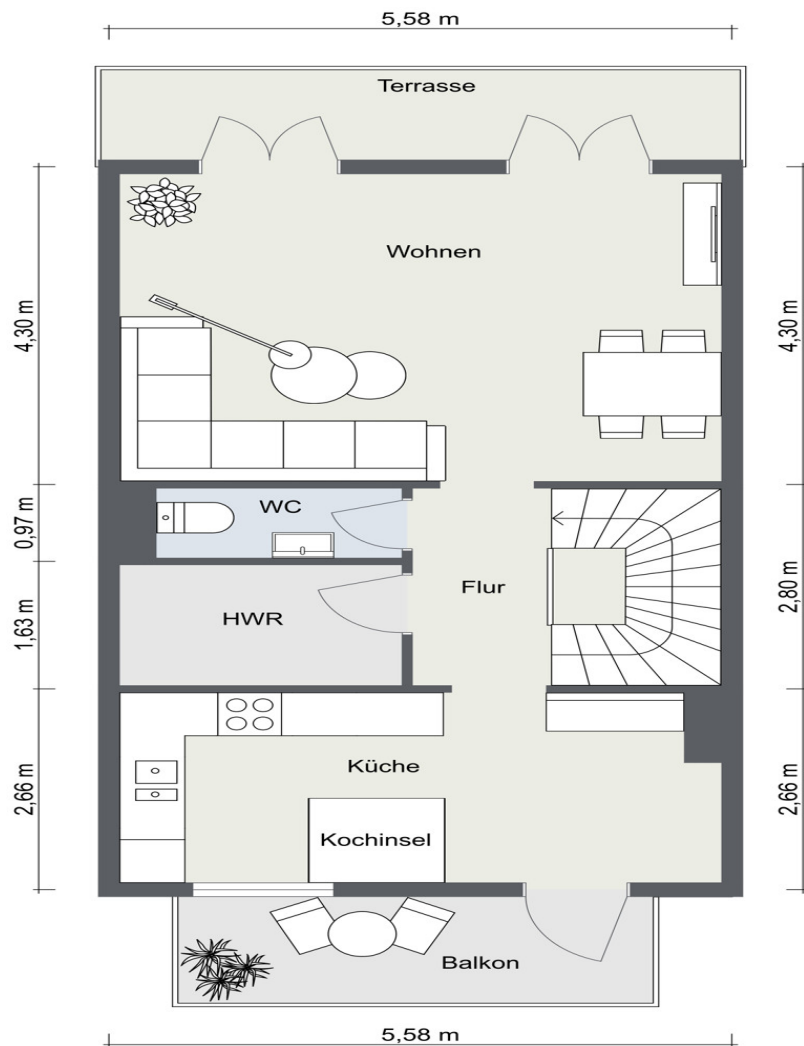 5,58 m
Terrasse
Wohnen
4,30 m
4,30 m
WC
0,97 m
Flur
2,80 m
HWR
1,63 m
Küche
2,66 m
2,66 m
Kochinsel
Balkon
5,58 m